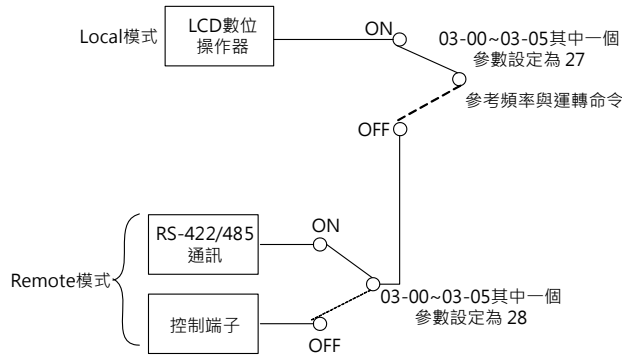 Local模式
LCD數位
操作器
ON
03-00~03-05其中一個
參數設定為 27
參考頻率與運轉命令
OFF
RS-422/485
通訊
ON
Remote模式
03-00~03-05其中一個
參數設定為 28
控制端子
OFF